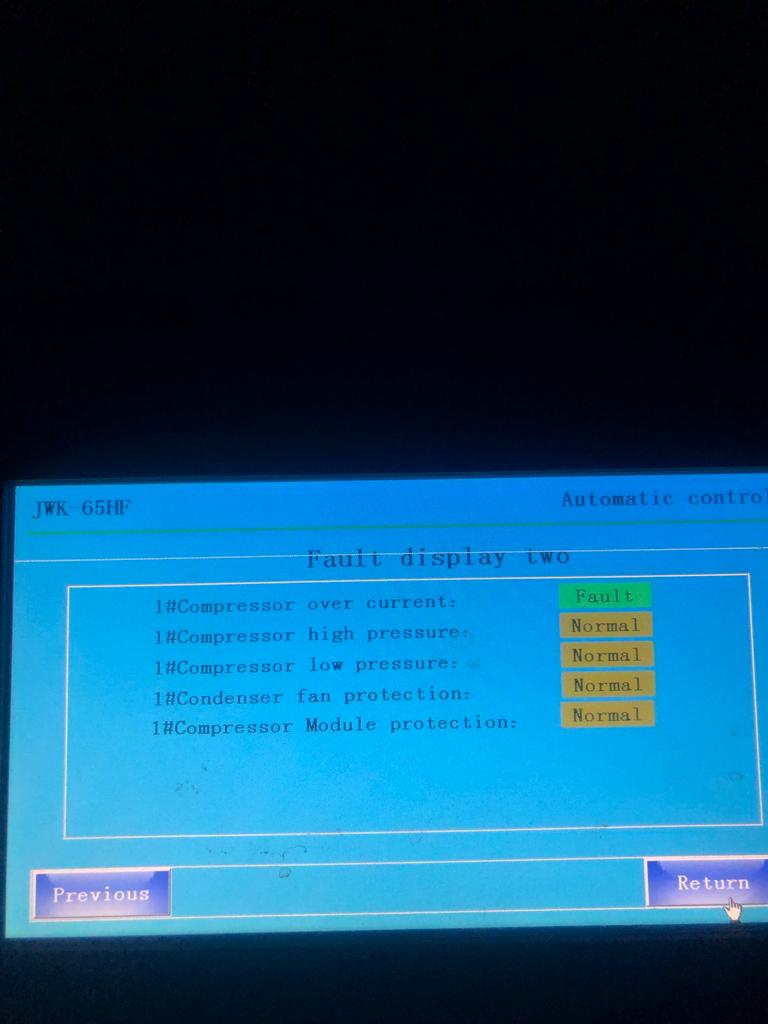 JWK-65HF
Automatic control
Fault display two
1#Compressor over current: Fault
1#Compressor high pressure: Normal
1#Compressor low pressure: Normal
1#Condenser fan protection: Normal
1#Compressor Module protection: Normal
Previous
Return